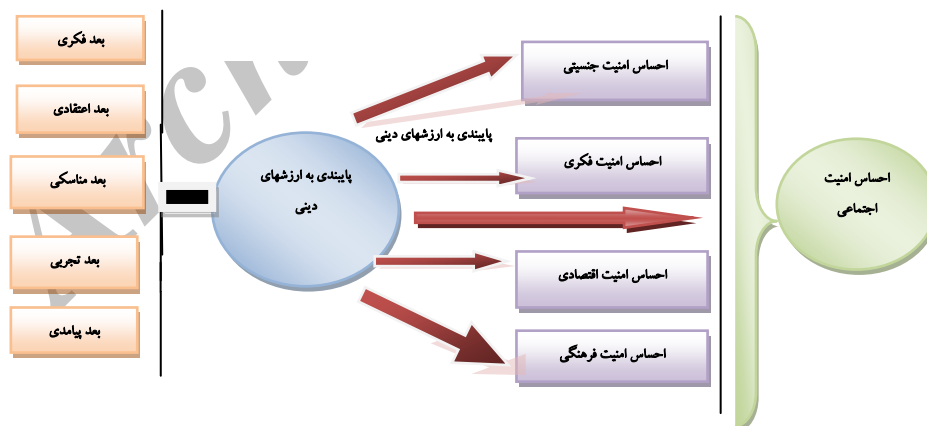 بعد فکری
بعد اعتقادی
بعد مناسکی
بعد تجربی
بعد پیامدی
پایبندی به ارزشهای
دینی
پایبندی به ارزشهای دینی
احساس امنیت جنسیتی
احساس امنیت فکری
احساس امنیت اقتصادی
احساس امنیت فرهنگی
احساس امنیت
اجتماعی